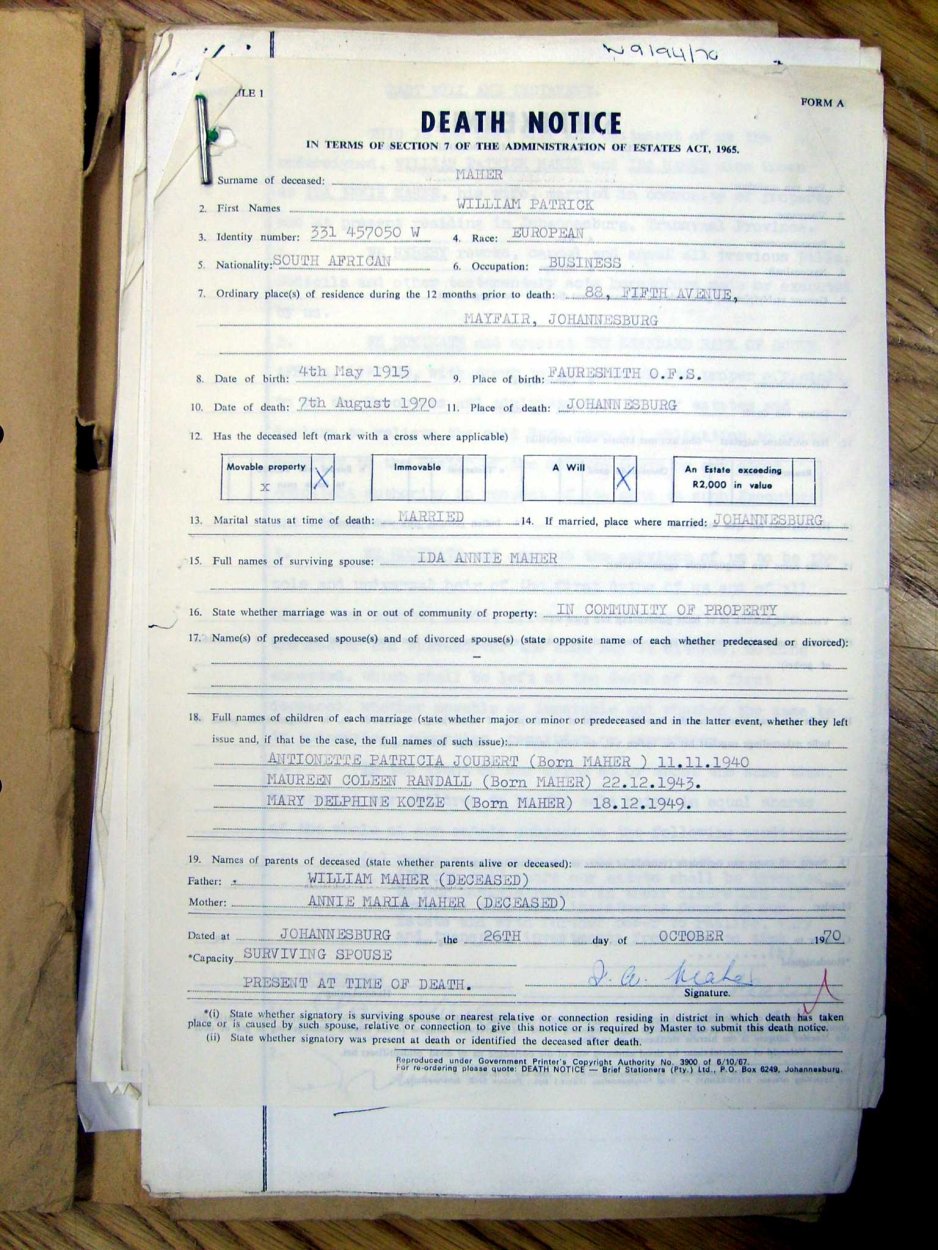 N9194/70
ULE 1
FORM A
DEATH NOTICE
IN TERMS OF SECTION 7 OF THE ADMINISTRATION OF ESTATES ACT, 1965.
Surname of deceased: MAHER
2. First Names WILLIAM PATRICK
3. Identity number: 331 457050 W 4. Race: EUROPEAN
5. Nationality: SOUTH AFRICAN 6. Occupation: BUSINESS
7. Ordinary place(s) of residence during the 12 months prior to death: 88, FIFTH AVENUE,
MAYFAIR, JOHANNESBURG
8. Date of birth: 4th May 1915 9. Place of birth: FAURESMITH O.F.S.
10. Date of death: 7th August 1970 11. Place of death: JOHANNESBURG
12. Has the deceased left (mark with a cross where applicable)
Movable property x X Immovable A Will X An Estate exceeding
R2,000 in value
13. Marital status at time of death: MARRIED 14. If married, place where married: JOHANNESBURG
15. Full names of surviving spouse: IDA ANNIE MAHER
16. State whether marriage was in or out of community of property: IN COMMUNITY OF PROPERTY
17. Name(s) of predeceased spouse(s) and of divorced spouse(s) (state opposite name of each whether predeceased or divorced):
–
18. Full names of children of each marriage (state whether major or minor or predeceased and in the latter event, whether they left
issue and, if that be the case, the full names of such issue):
ANTIONETTE PATRICIA JOUBERT (Born MAHER ) 11.11.1940
MAUREEN COLEEN RANDALL (Born MAHER) 22.12.1943.
MARY DELPHINE KOTZE (Born MAHER) 18.12.1949.
19. Names of parents of deceased (state whether parents alive or deceased):
Father: WILLIAM MAHER (DECEASED)
Mother: ANNIE MARIA MAHER (DECEASED)
Dated at JOHANNESBURG the 26TH day of OCTOBER 1970
*Capacity SURVIVING SPOUSE
PRESENT AT TIME OF DEATH. I. A. Maher
Signature.
*(i) State whether signatory is surviving spouse or nearest relative or connection residing in district in which death has taken
place or is caused by such spouse, relative or connection to give this notice or is required by Master to submit this death notice.
(ii) State whether signatory was present at death or identified the deceased after death.
Reproduced under Government Printer's Copyright Authority No. 3900 of 6/10/67.
For re-ordering please quote: DEATH NOTICE — Brief Stationers (Pty.) Ltd., P.O. Box 6249, Johannesburg.